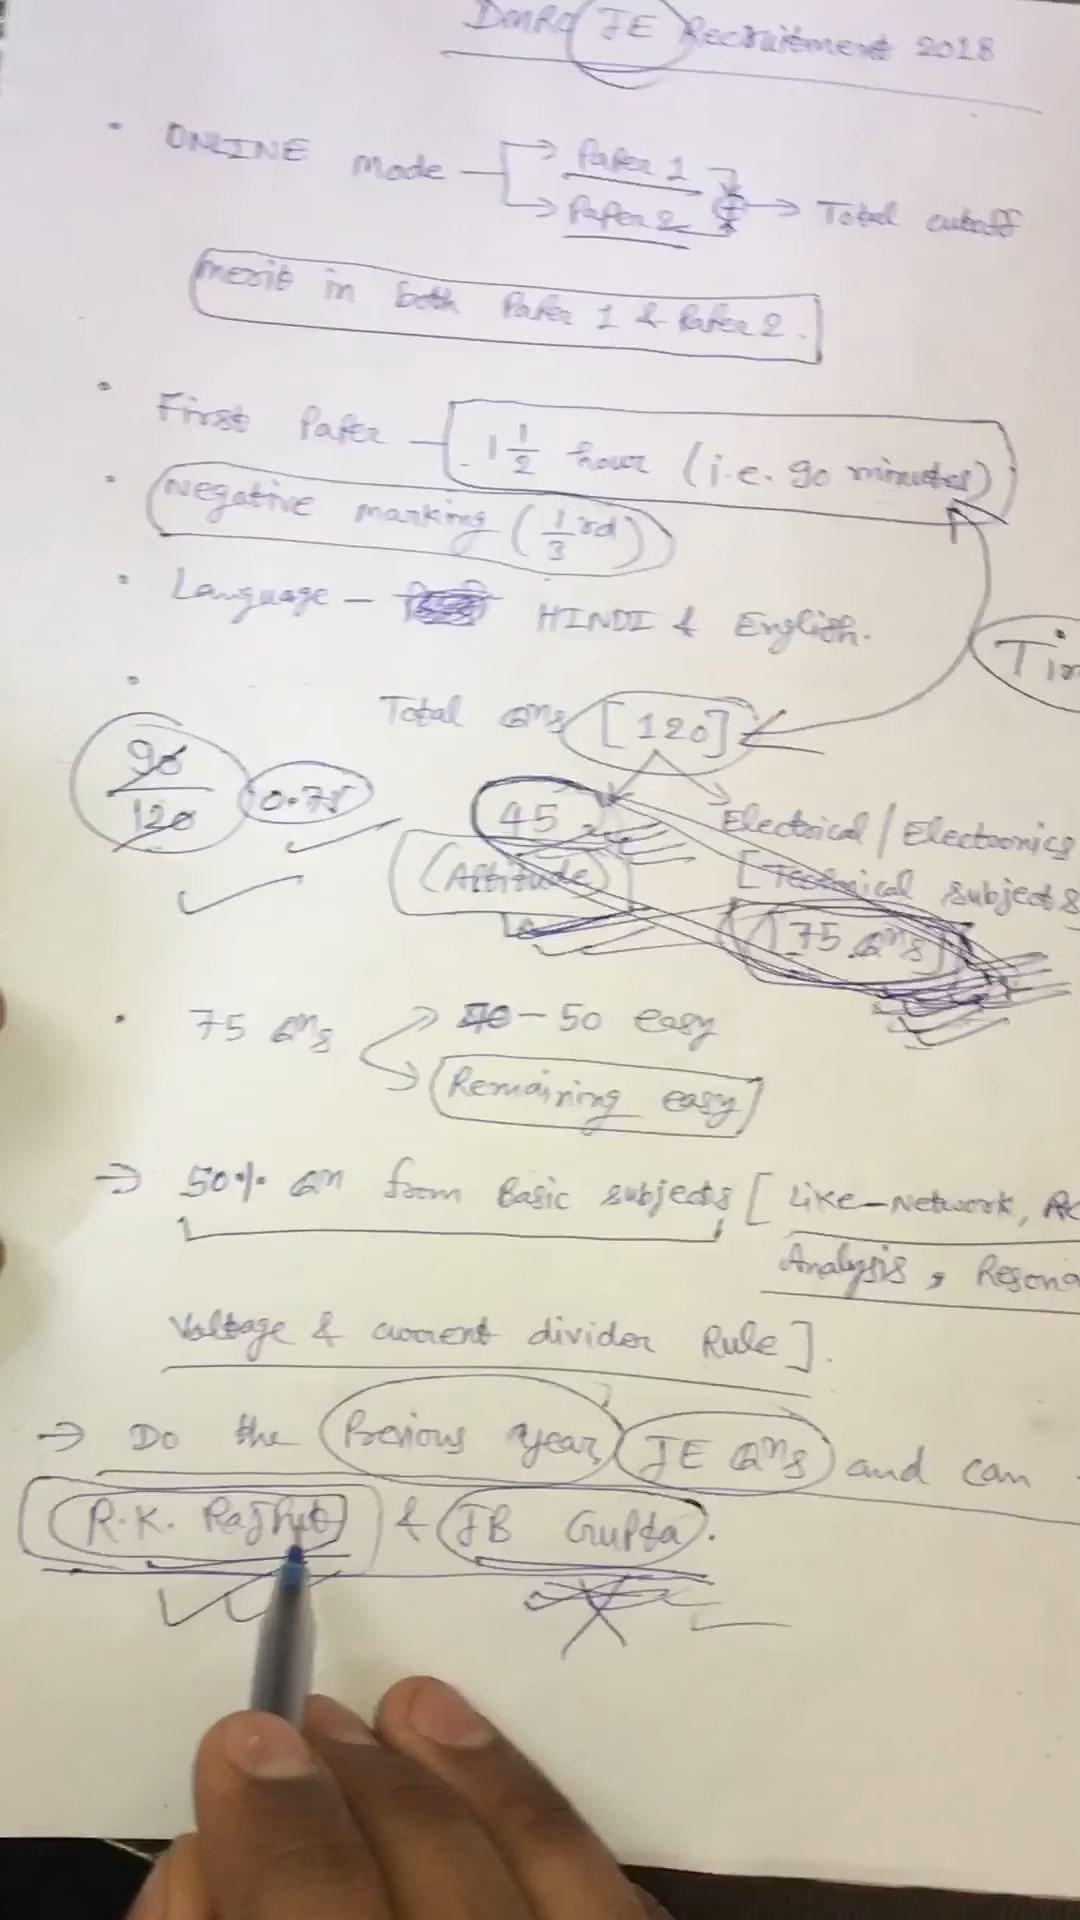 DMRC JE Recruitment 2018
• ONLINE Mode → Paper 1
→ Paper 2 → Total cutoff
merit in both Paper 1 & Paper 2.
• First Paper — 1 1/2 hour (i.e. 90 minutes)
• Negative marking (1/3 rd)
• Language — HINDI & English.
Tim
• Total Qns [120]
90/120 0.75
45 Electrical / Electronics
(Aptitude) [Technical subjects
75 Qns
• 75 Qns → 40-50 easy
→ Remaining easy
→ 50% Qn from Basic subjects [Like-Network, AC
Analysis, Resona
Voltage & current divider Rule].
→ Do the Previous year JE Qns and can
R.K. Rajput & JB Gupta.